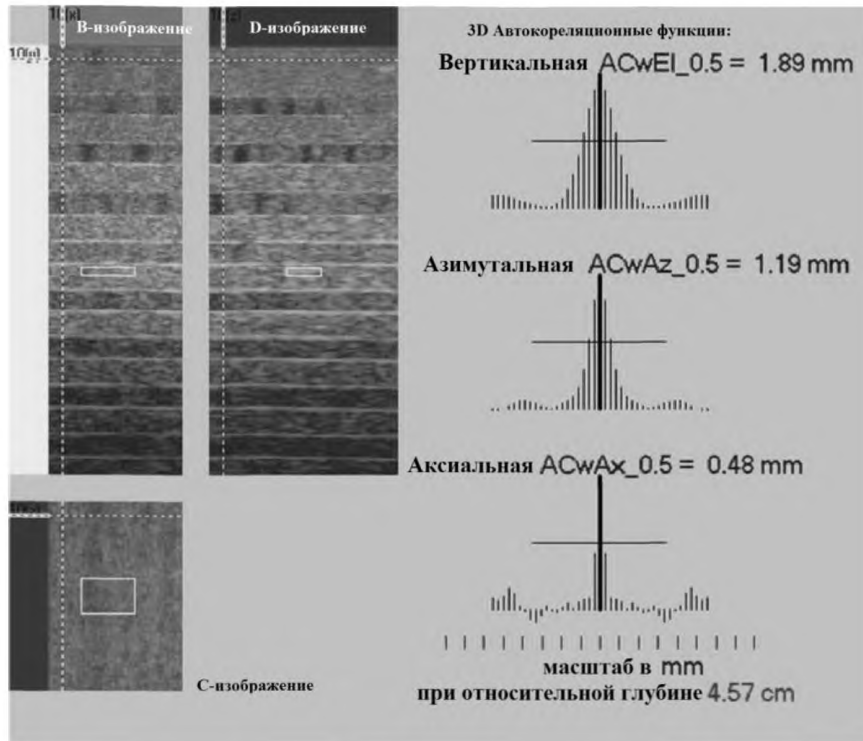 В-изображение
D-изображение
3D Автокореляционные функции:
Вертикальная ACwEl_0.5 = 1.89 mm
Азимутальная ACwAz_0.5 = 1.19 mm
Аксиальная ACwAx_0.5 = 0.48 mm
С-изображение
масштаб в mm
при относительной глубине 4.57 cm